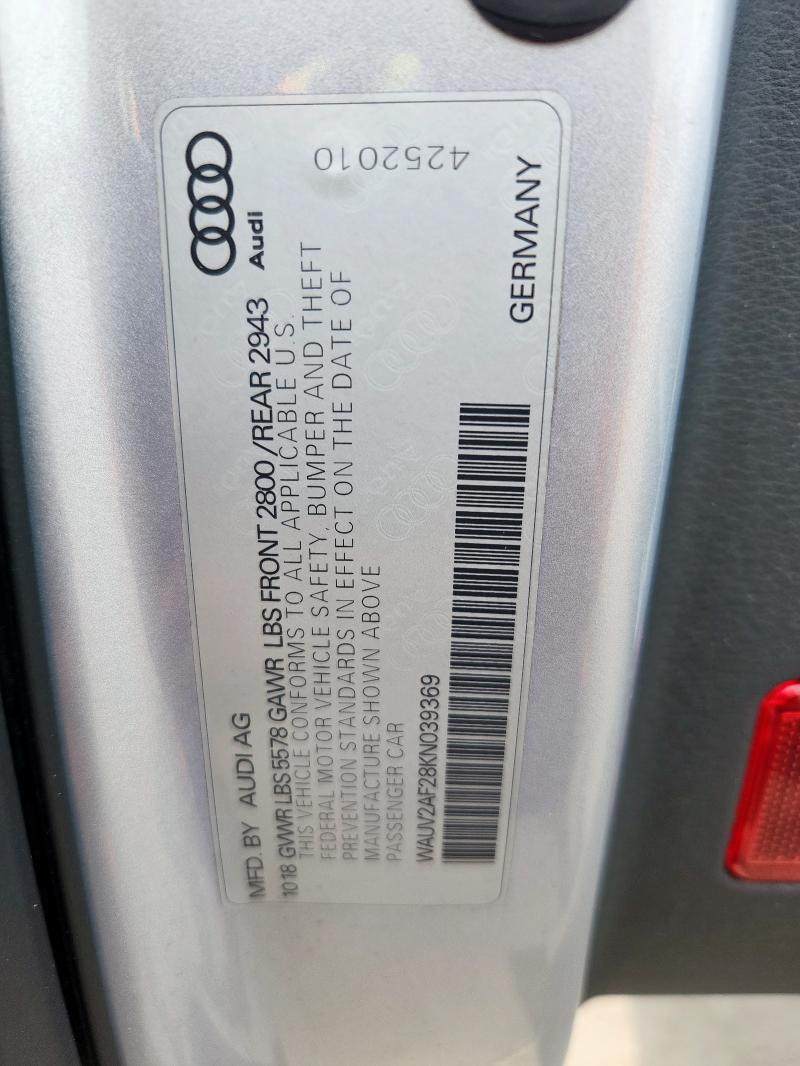 Audi
MFD. BY AUDI AG
1018 GVWR LBS 5578 GAWR LBS FRONT 2800 /REAR 2943
THIS VEHICLE CONFORMS TO ALL APPLICABLE U.S.
FEDERAL MOTOR VEHICLE SAFETY, BUMPER AND THEFT
PREVENTION STANDARDS IN EFFECT ON THE DATE OF
MANUFACTURE SHOWN ABOVE
PASSENGER CAR
WAUV2AF28KN039369
GERMANY
4252010